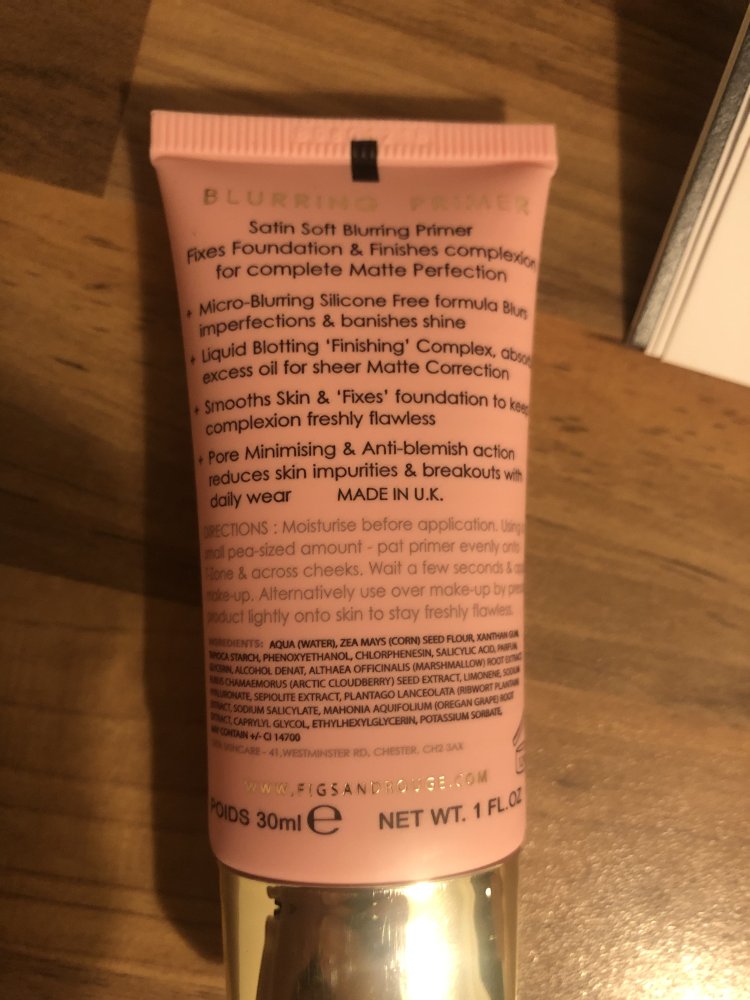 BLURRING PRIMER
Satin Soft Blurring Primer
Fixes Foundation & Finishes complexion
for complete Matte Perfection
+ Micro-Blurring Silicone Free formula Blurs
imperfections & banishes shine
+ Liquid Blotting 'Finishing' Complex, absor
excess oil for sheer Matte Correction
+ Smooths Skin & 'Fixes' foundation to keep
complexion freshly flawless
+ Pore Minimising & Anti-blemish action
reduces skin impurities & breakouts with
daily wear MADE IN U.K.
DIRECTIONS : Moisturise before application. Using
small pea-sized amount - pat primer evenly onto
T-Zone & across cheeks. Wait a few seconds &
make-up. Alternatively use over make-up by press
product lightly onto skin to stay freshly flawless.
INGREDIENTS: AQUA (WATER), ZEA MAYS (CORN) SEED FLOUR, XANTHAN GUM,
TAPIOCA STARCH, PHENOXYETHANOL, CHLORPHENESIN, SALICYLIC ACID, PARFUM,
GLYCERIN, ALCOHOL DENAT, ALTHAEA OFFICINALIS (MARSHMALLOW) ROOT EXTRACT,
RUBUS CHAMAEMORUS (ARCTIC CLOUDBERRY) SEED EXTRACT, LIMONENE, SODIUM
HYALURONATE, SEPIOLITE EXTRACT, PLANTAGO LANCEOLATA (RIBWORT PLANTAIN)
EXTRACT, SODIUM SALICYLATE, MAHONIA AQUIFOLIUM (OREGAN GRAPE) ROOT
EXTRACT, CAPRYLYL GLYCOL, ETHYLHEXYLGLYCERIN, POTASSIUM SORBATE,
MAY CONTAIN +/- CI 14700
SKINCARE - 41, WESTMINSTER RD, CHESTER, CH2 3AX
WWW.FIGSANDROUGE.COM
POIDS 30ml e NET WT. 1 FL.OZ